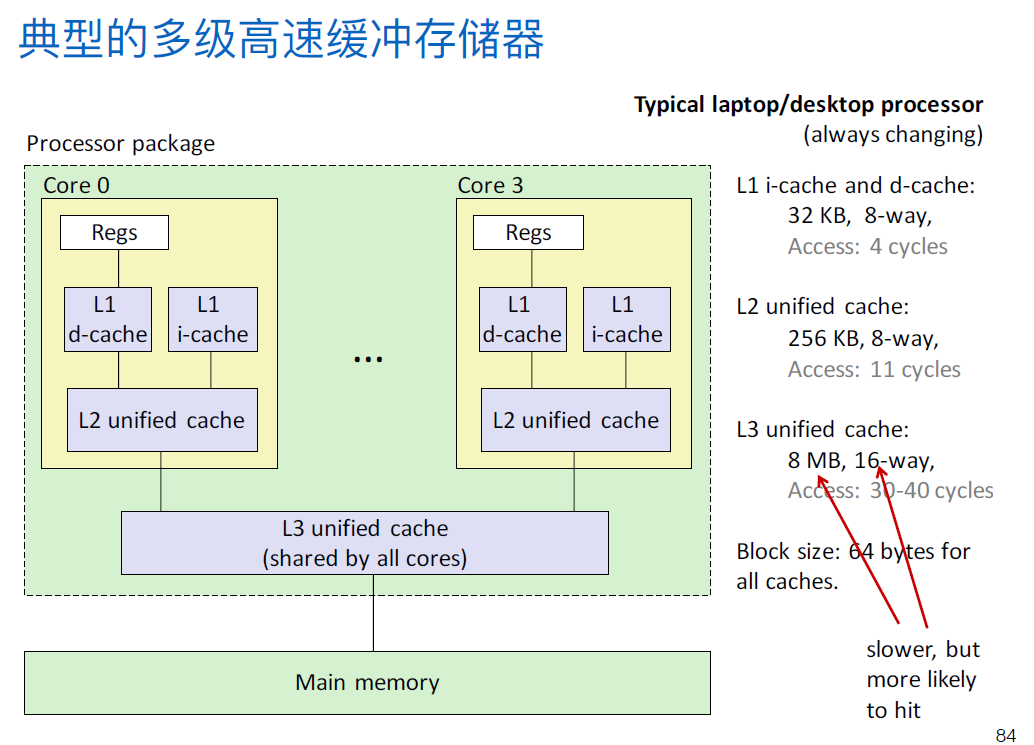 典型的多级高速缓冲存储器
Typical laptop/desktop processor
(always changing)
Processor package
Core 0
Regs
L1
d-cache
L1
i-cache
L2 unified cache
...
Core 3
Regs
L1
d-cache
L1
i-cache
L2 unified cache
L3 unified cache
(shared by all cores)
Main memory
L1 i-cache and d-cache:
32 KB, 8-way,
Access: 4 cycles
L2 unified cache:
256 KB, 8-way,
Access: 11 cycles
L3 unified cache:
8 MB, 16-way,
Access: 30-40 cycles
Block size: 64 bytes for
all caches.
slower, but
more likely
to hit
84